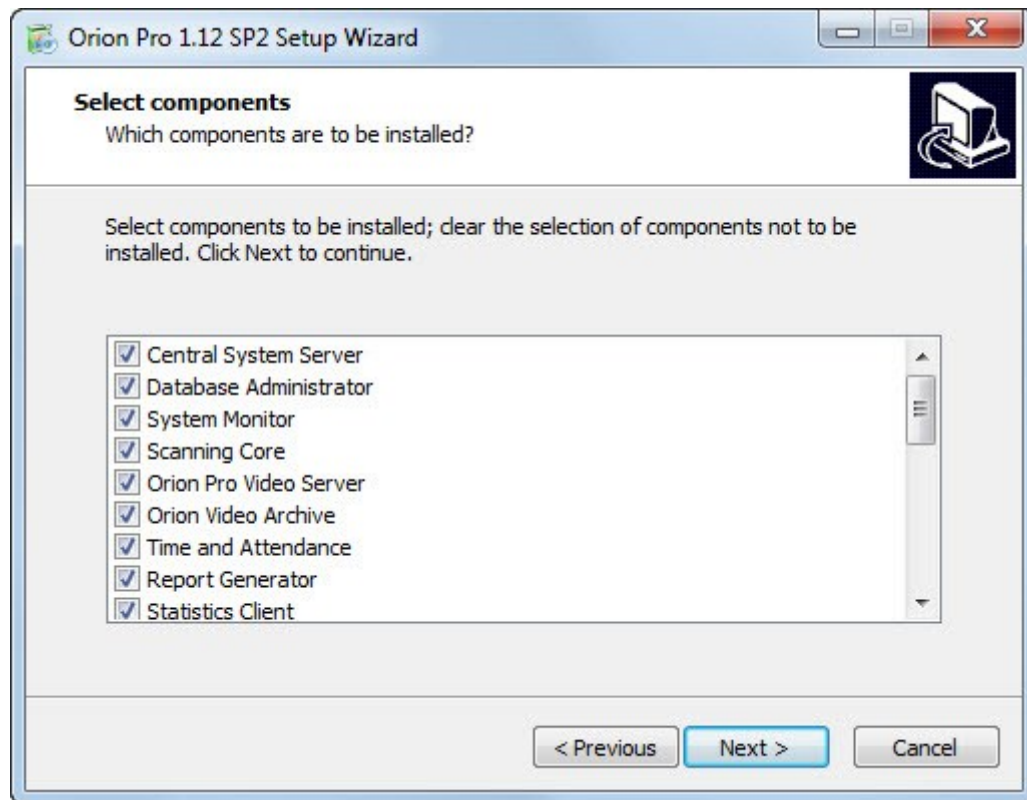 Orion Pro 1.12 SP2 Setup Wizard
Select components
Which components are to be installed?
Select components to be installed; clear the selection of components not to be
installed. Click Next to continue.
Central System Server
Database Administrator
System Monitor
Scanning Core
Orion Pro Video Server
Orion Video Archive
Time and Attendance
Report Generator
Statistics Client
< Previous
Next >
Cancel